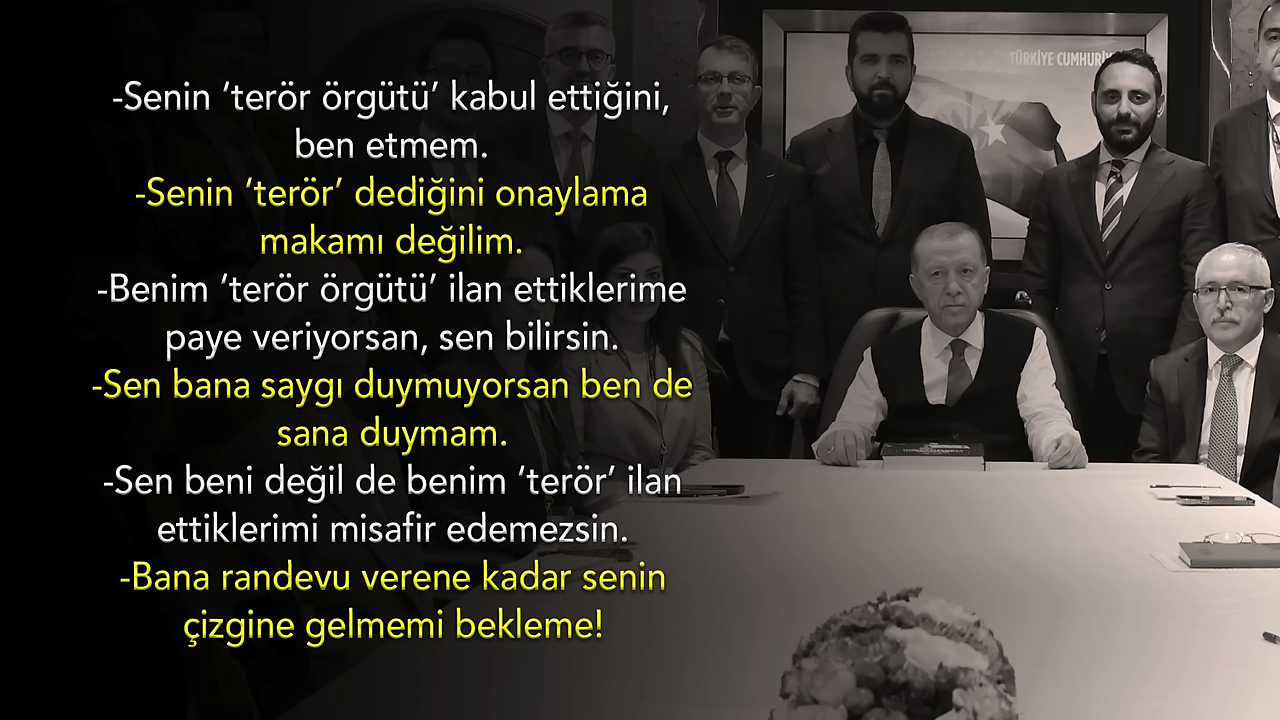 TÜRKİYE CUMHURİY
-Senin ‘terör örgütü’ kabul ettiğini,
ben etmem.
-Senin ‘terör’ dediğini onaylama
makamı değilim.
-Benim ‘terör örgütü’ ilan ettiklerime
paye veriyorsan, sen bilirsin.
-Sen bana saygı duymuyorsan ben de
sana duymam.
-Sen beni değil de benim ‘terör’ ilan
ettiklerimi misafir edemezsin.
-Bana randevu verene kadar senin
çizgine gelmemi bekleme!